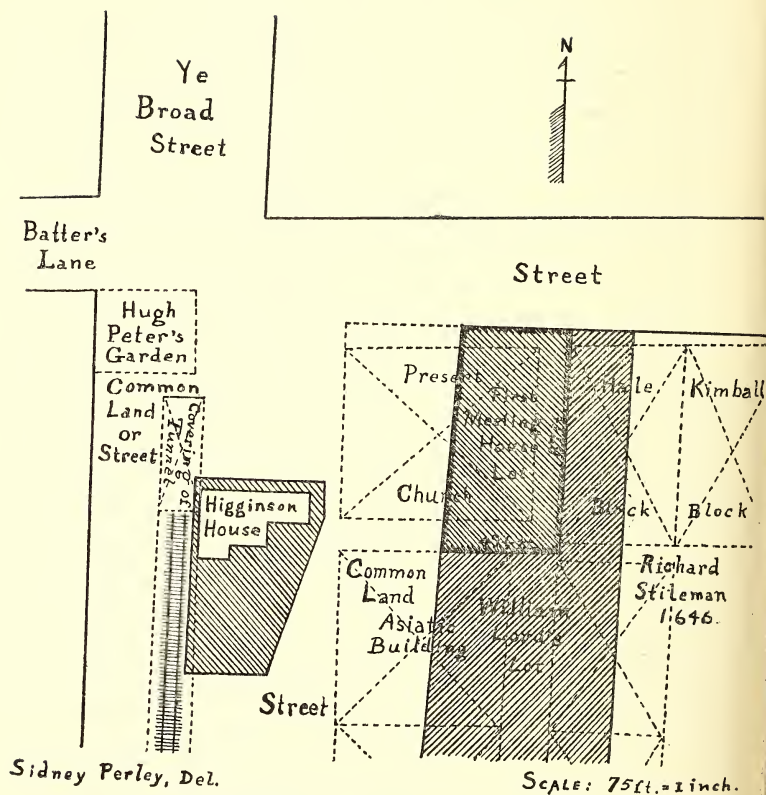 Ye
Broad
Street
N
Batter's
Lane
Street
Hugh
Peter's
Garden
Common
Land
or
Street
Covering of
Tunnel
Higginson
House
Present
Church
First
Meeting
House
Lot
Hale
Block
Kimball
Block
Common
Land
Asiatic
Building
William
Lord's
Lot
Richard
Stileman
1646.
Street
Sidney Perley, Del.
SCALE: 75ft.=1inch.